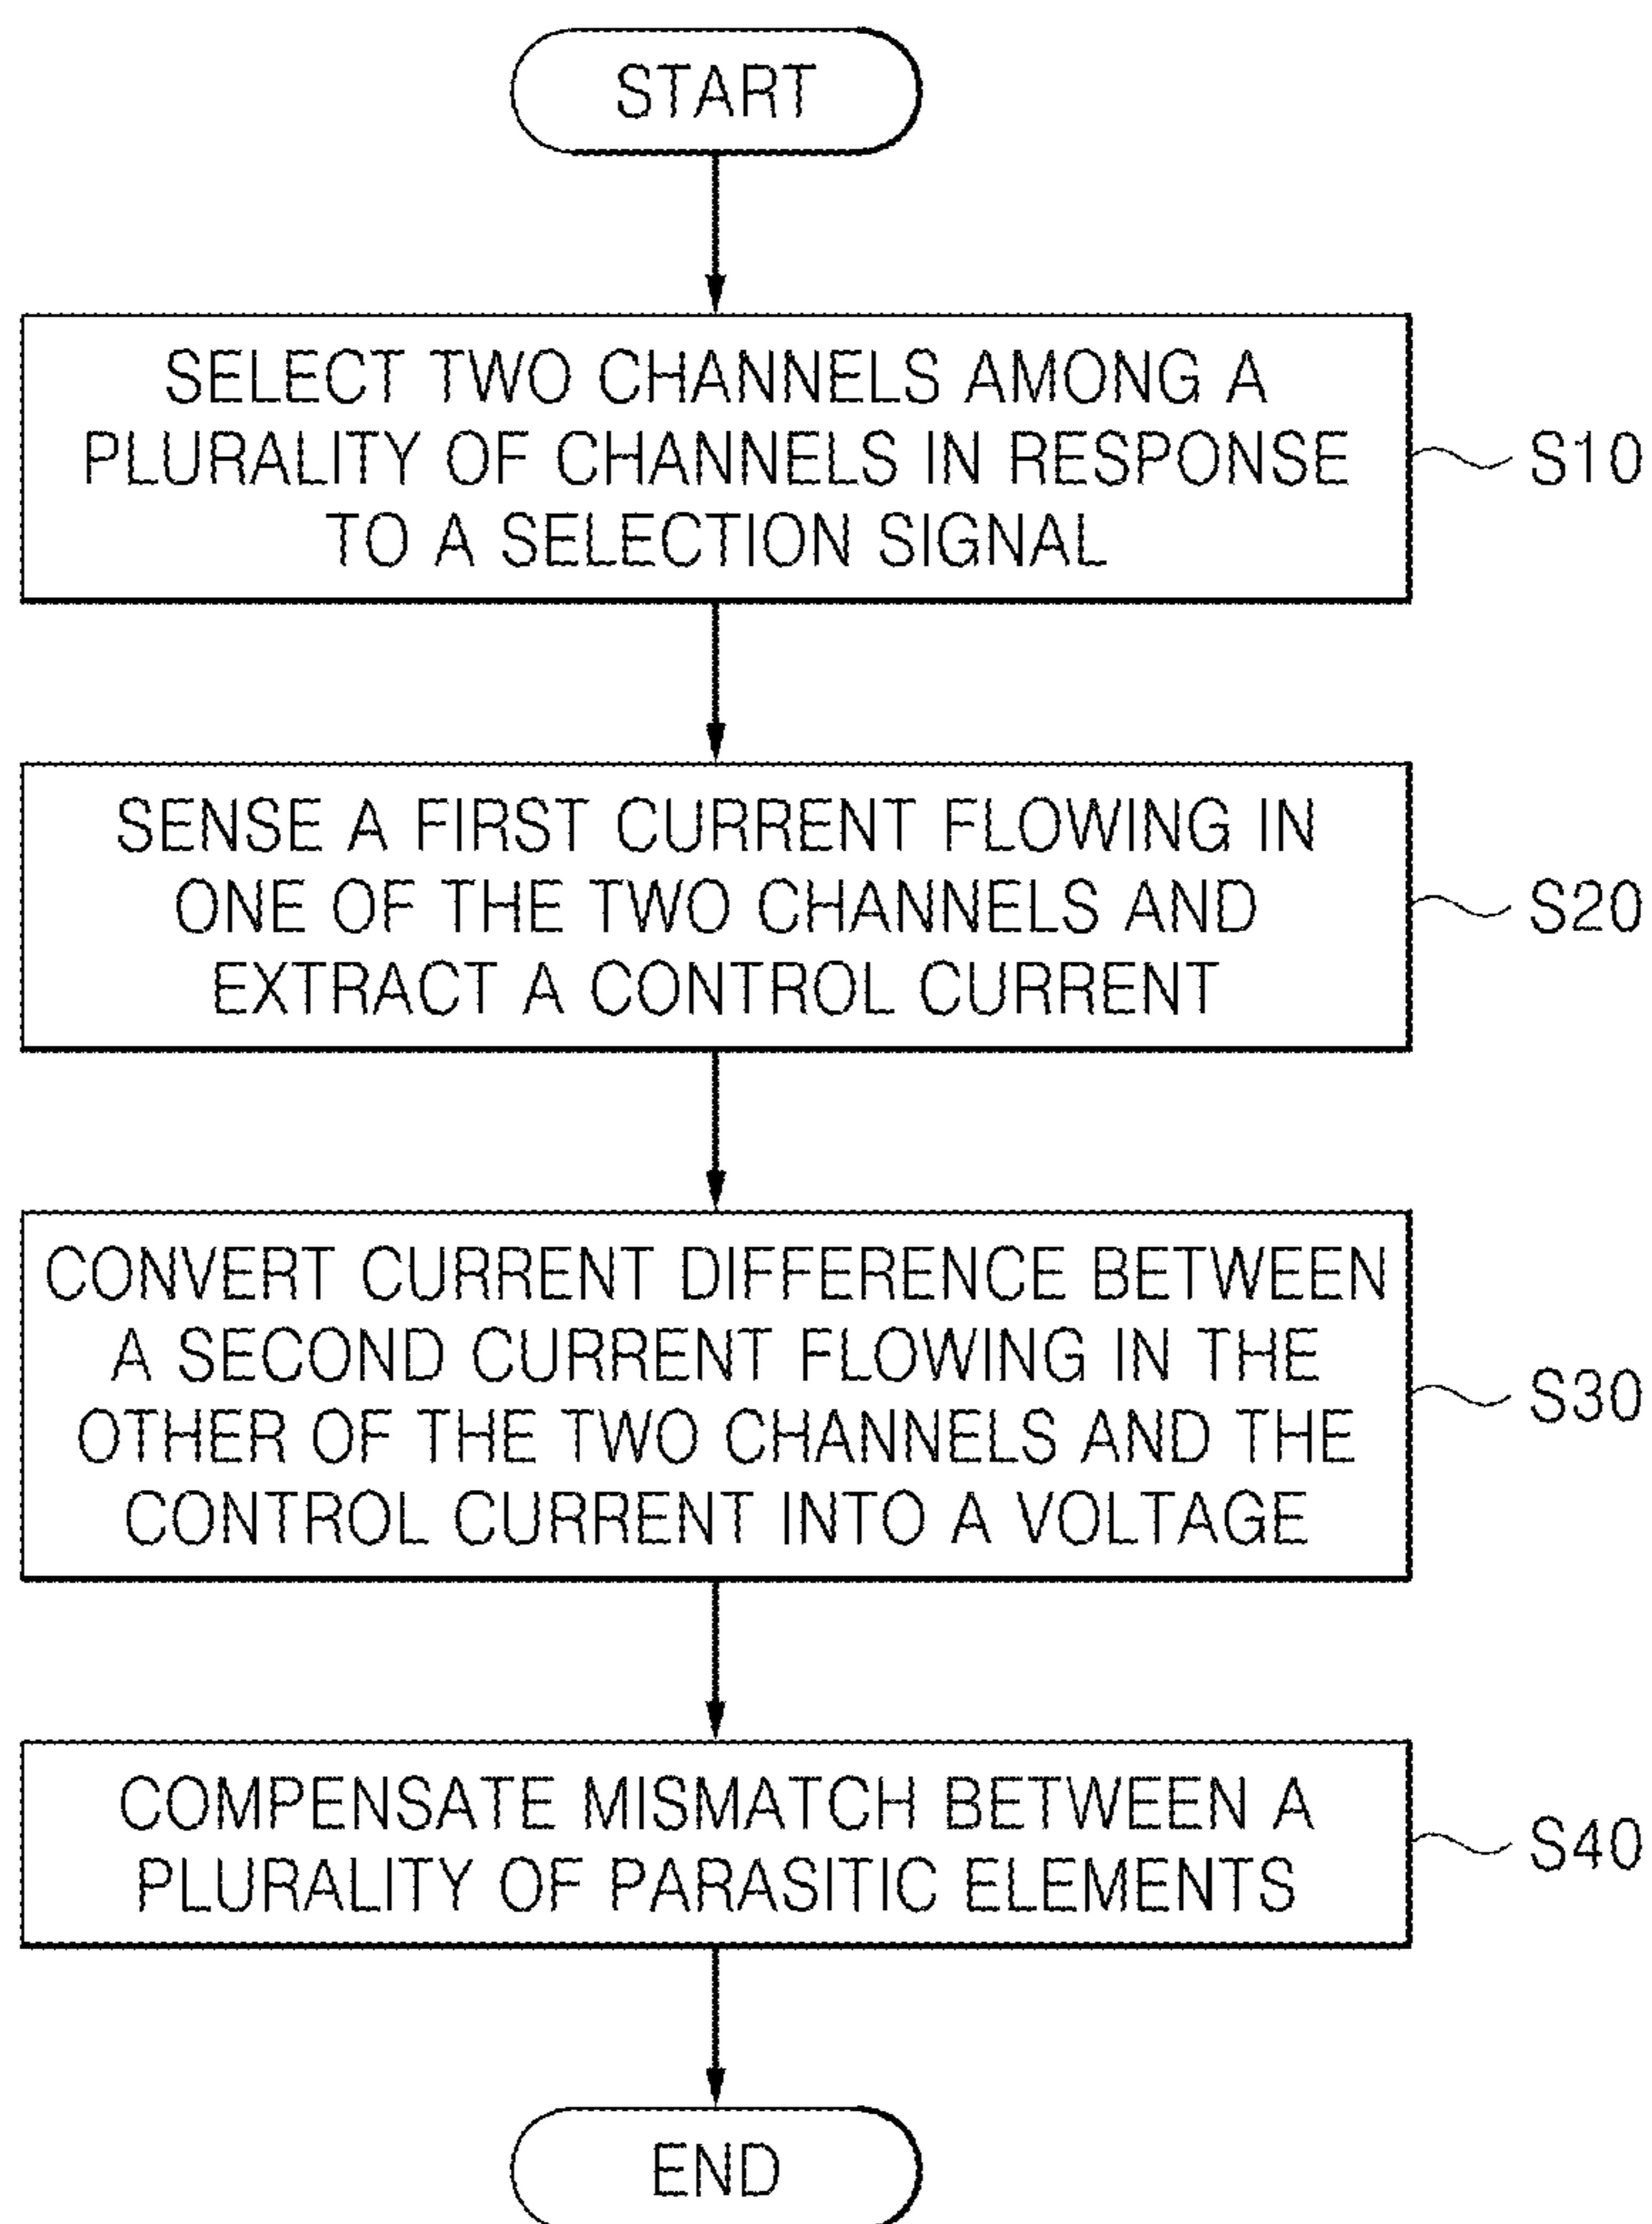 START
SELECT TWO CHANNELS AMONG A
PLURALITY OF CHANNELS IN RESPONSE
TO A SELECTION SIGNAL
S10
SENSE A FIRST CURRENT FLOWING IN
ONE OF THE TWO CHANNELS AND
EXTRACT A CONTROL CURRENT
S20
CONVERT CURRENT DIFFERENCE BETWEEN
A SECOND CURRENT FLOWING IN THE
OTHER OF THE TWO CHANNELS AND THE
CONTROL CURRENT INTO A VOLTAGE
S30
COMPENSATE MISMATCH BETWEEN A
PLURALITY OF PARASITIC ELEMENTS
S40
END